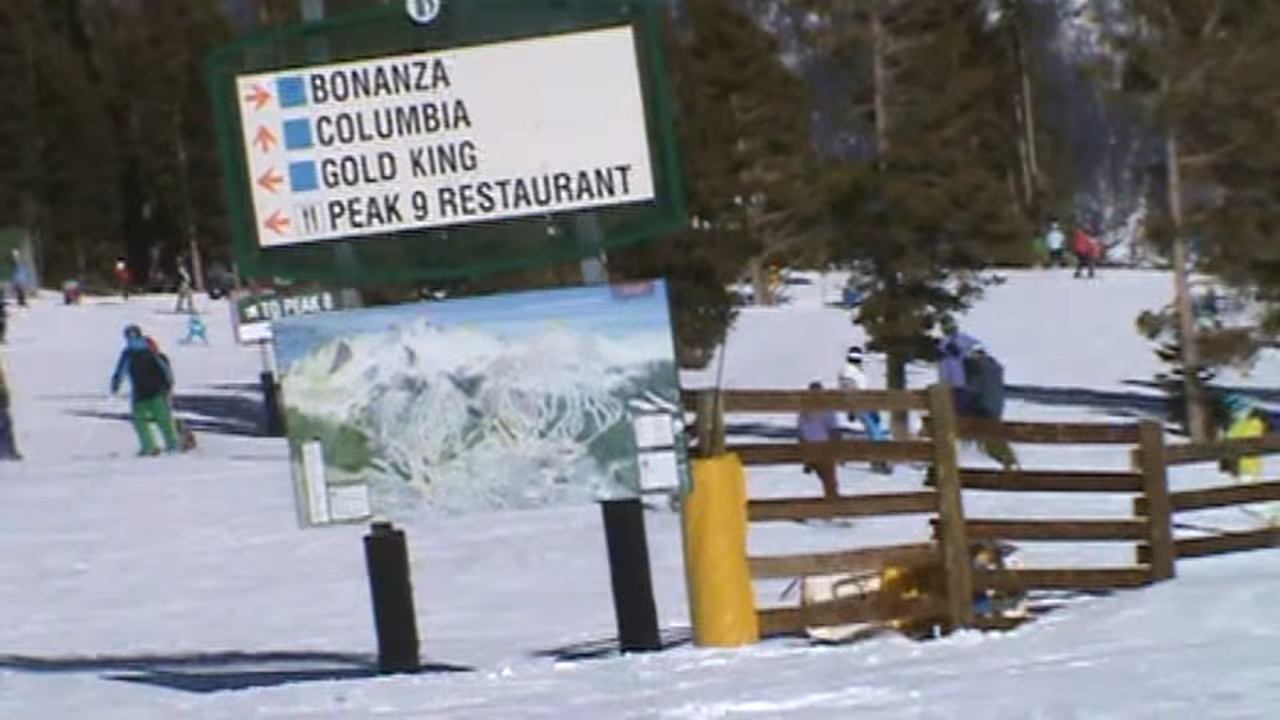 BONANZA
COLUMBIA
GOLD KING
PEAK 9 RESTAURANT
TO PEAK 8